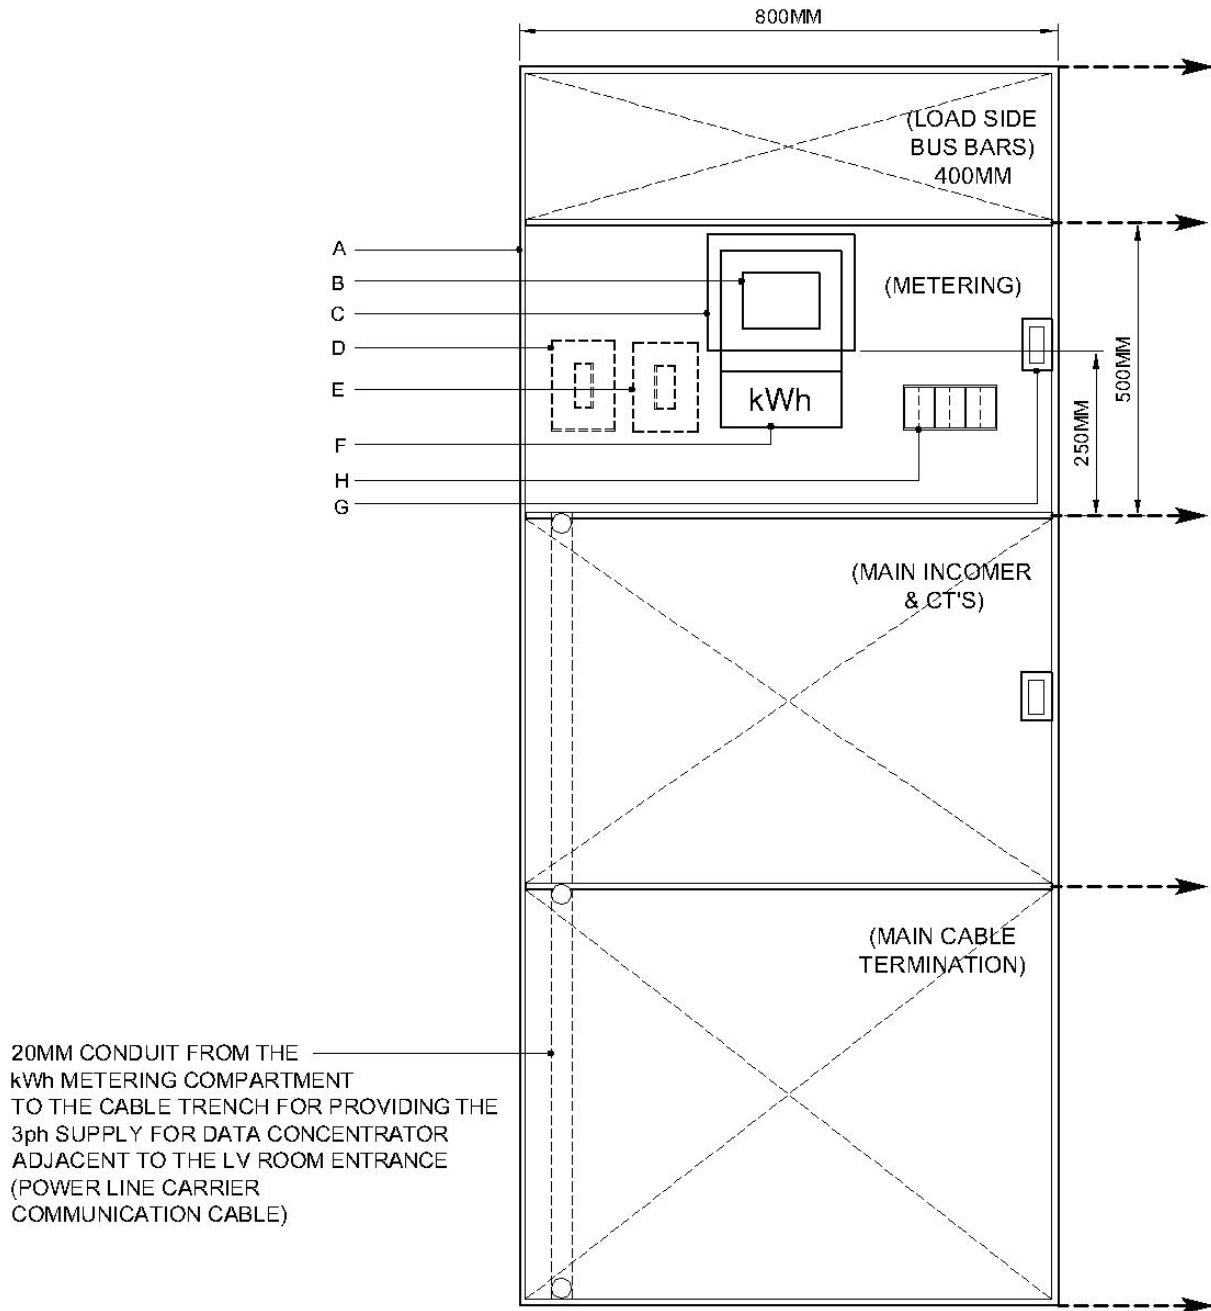 800MM
(LOAD SIDE
BUS BARS)
400MM
A
B
C
D
E
F
H
G
(METERING)
kWh
500MM
250MM
(MAIN INCOMER
& CT'S)
(MAIN CABLE
TERMINATION)
20MM CONDUIT FROM THE
kWh METERING COMPARTMENT
TO THE CABLE TRENCH FOR PROVIDING THE
3ph SUPPLY FOR DATA CONCENTRATOR
ADJACENT TO THE LV ROOM ENTRANCE
(POWER LINE CARRIER
COMMUNICATION CABLE)